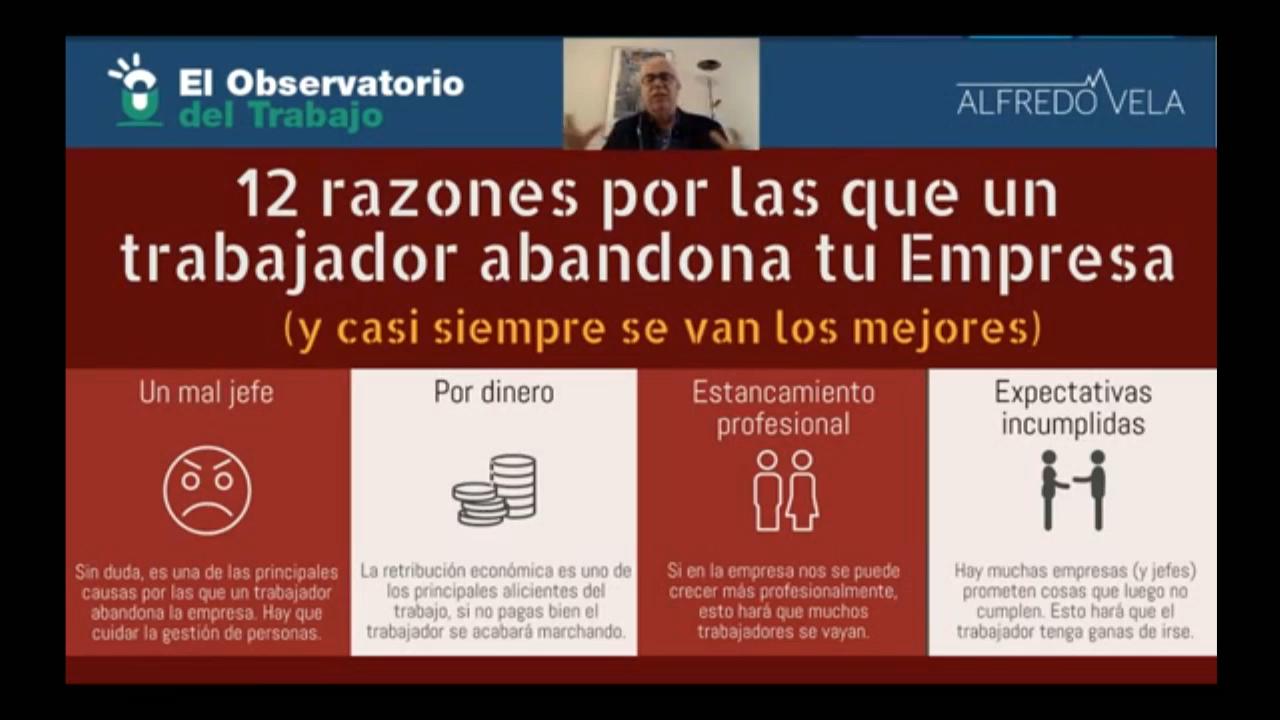 El Observatorio
del Trabajo
ALFREDO VELA
12 razones por las que un
trabajador abandona tu Empresa
(y casi siempre se van los mejores)
Un mal jefe
Sin duda, es una de las principales
causas por las que un trabajador
abandona la empresa. Hay que
cuidar la gestión de personas.
Por dinero
La retribución económica es uno de
los principales alicientes del
trabajo, si no pagas bien el
trabajador se acabará marchando.
Estancamiento
profesional
Si en la empresa nos se puede
crecer más profesionalmente,
esto hará que muchos
trabajadores se vayan.
Expectativas
incumplidas
Hay muchas empresas (y jefes)
prometen cosas que luego no
cumplen. Esto hará que el
trabajador tenga ganas de irse.